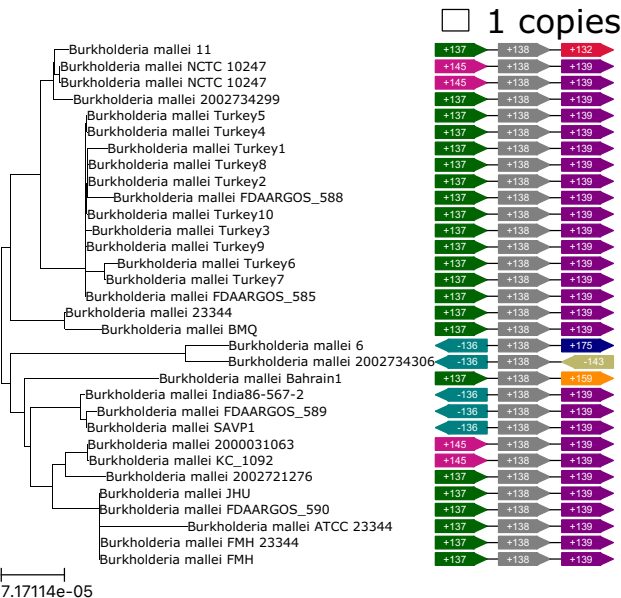 1 copies
Burkholderia mallei 11 +137 +138 +132
Burkholderia mallei NCTC 10247 +145 +138 +139
Burkholderia mallei NCTC 10247 +145 +138 +139
Burkholderia mallei 2002734299 +137 +138 +139
Burkholderia mallei Turkey5 +137 +138 +139
Burkholderia mallei Turkey4 +137 +138 +139
Burkholderia mallei Turkey1 +137 +138 +139
Burkholderia mallei Turkey8 +137 +138 +139
Burkholderia mallei Turkey2 +137 +138 +139
Burkholderia mallei FDAARGOS_588 +137 +138 +139
Burkholderia mallei Turkey10 +137 +138 +139
Burkholderia mallei Turkey3 +137 +138 +139
Burkholderia mallei Turkey9 +137 +138 +139
Burkholderia mallei Turkey6 +137 +138 +139
Burkholderia mallei Turkey7 +137 +138 +139
Burkholderia mallei FDAARGOS_585 +137 +138 +139
Burkholderia mallei 23344 +137 +138 +139
Burkholderia mallei BMQ +137 +138 +139
Burkholderia mallei 6 -136 +138 +175
Burkholderia mallei 2002734306 -136 +138 -143
Burkholderia mallei Bahrain1 +137 +138 +159
Burkholderia mallei India86-567-2 -136 +138 +139
Burkholderia mallei FDAARGOS_589 -136 +138 +139
Burkholderia mallei SAVP1 -136 +138 +139
Burkholderia mallei 2000031063 +145 +138 +139
Burkholderia mallei KC_1092 +145 +138 +139
Burkholderia mallei 2002721276 +137 +138 +139
Burkholderia mallei JHU +137 +138 +139
Burkholderia mallei FDAARGOS_590 +137 +138 +139
Burkholderia mallei ATCC 23344 +137 +138 +139
Burkholderia mallei FMH 23344 +137 +138 +139
Burkholderia mallei FMH +137 +138 +139
7.17114e-05